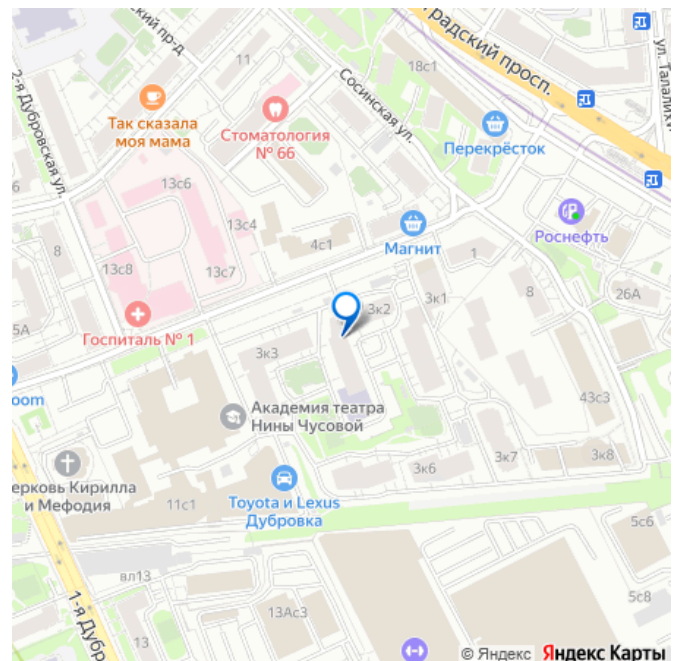 ский пр-д
11
18с1
градский просп.
ул. Талалихи
2-я Дубровская ул.
Так сказала
моя мама
Стоматология
№ 66
Сосинская ул.
Перекрёсток
6
13с6
13с4
4с1
Магнит
Роснефть
8
13с8
13с7
1
8
26А
5А
Госпиталь № 1
3к2
3к1
3к3
43с3
oom
Академия театра
Нины Чусовой
3к6
3к7
3к8
ерковь Кирилла
и Мефодия
11с1
Toyota и Lexus
Дубровка
5с6
вл13
1-я Дубр
13Ас3
5с8
13
© Яндекс Яндекс Карты